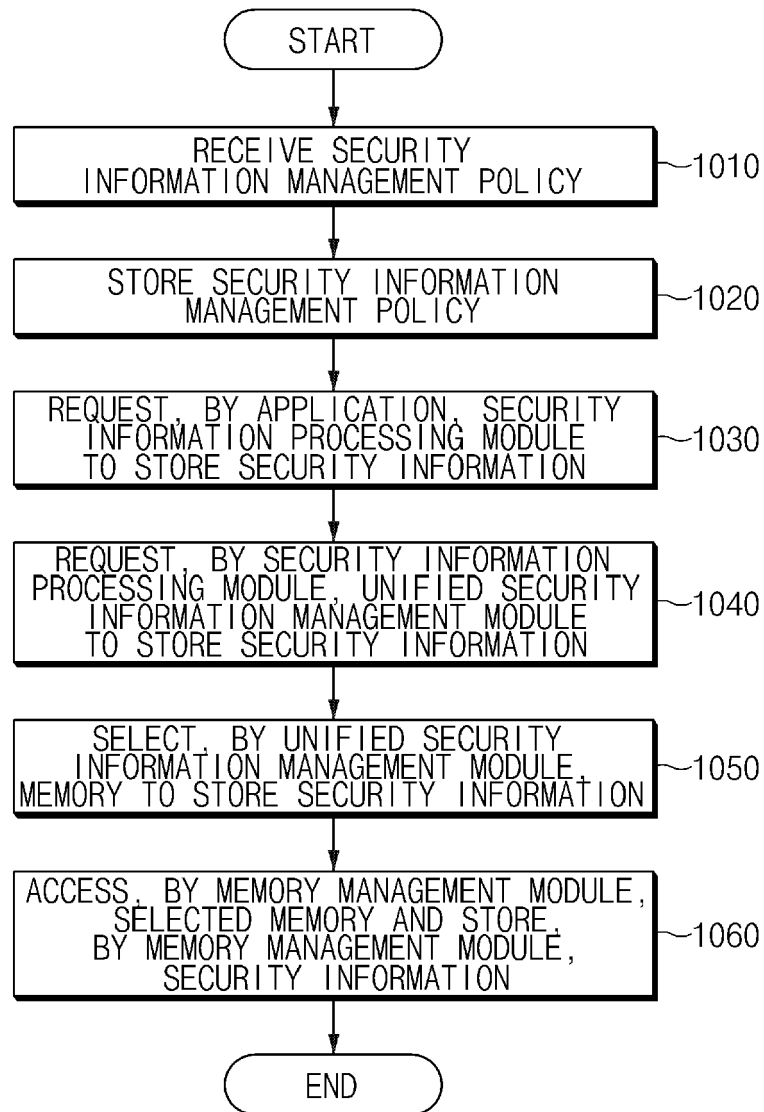 START
RECEIVE SECURITY
INFORMATION MANAGEMENT POLICY
1010
STORE SECURITY INFORMATION
MANAGEMENT POLICY
1020
REQUEST, BY APPLICATION, SECURITY
INFORMATION PROCESSING MODULE
TO STORE SECURITY INFORMATION
1030
REQUEST, BY SECURITY INFORMATION
PROCESSING MODULE, UNIFIED SECURITY
INFORMATION MANAGEMENT MODULE
TO STORE SECURITY INFORMATION
1040
SELECT, BY UNIFIED SECURITY
INFORMATION MANAGEMENT MODULE,
MEMORY TO STORE SECURITY INFORMATION
1050
ACCESS, BY MEMORY MANAGEMENT MODULE,
SELECTED MEMORY AND STORE,
BY MEMORY MANAGEMENT MODULE,
SECURITY INFORMATION
1060
END